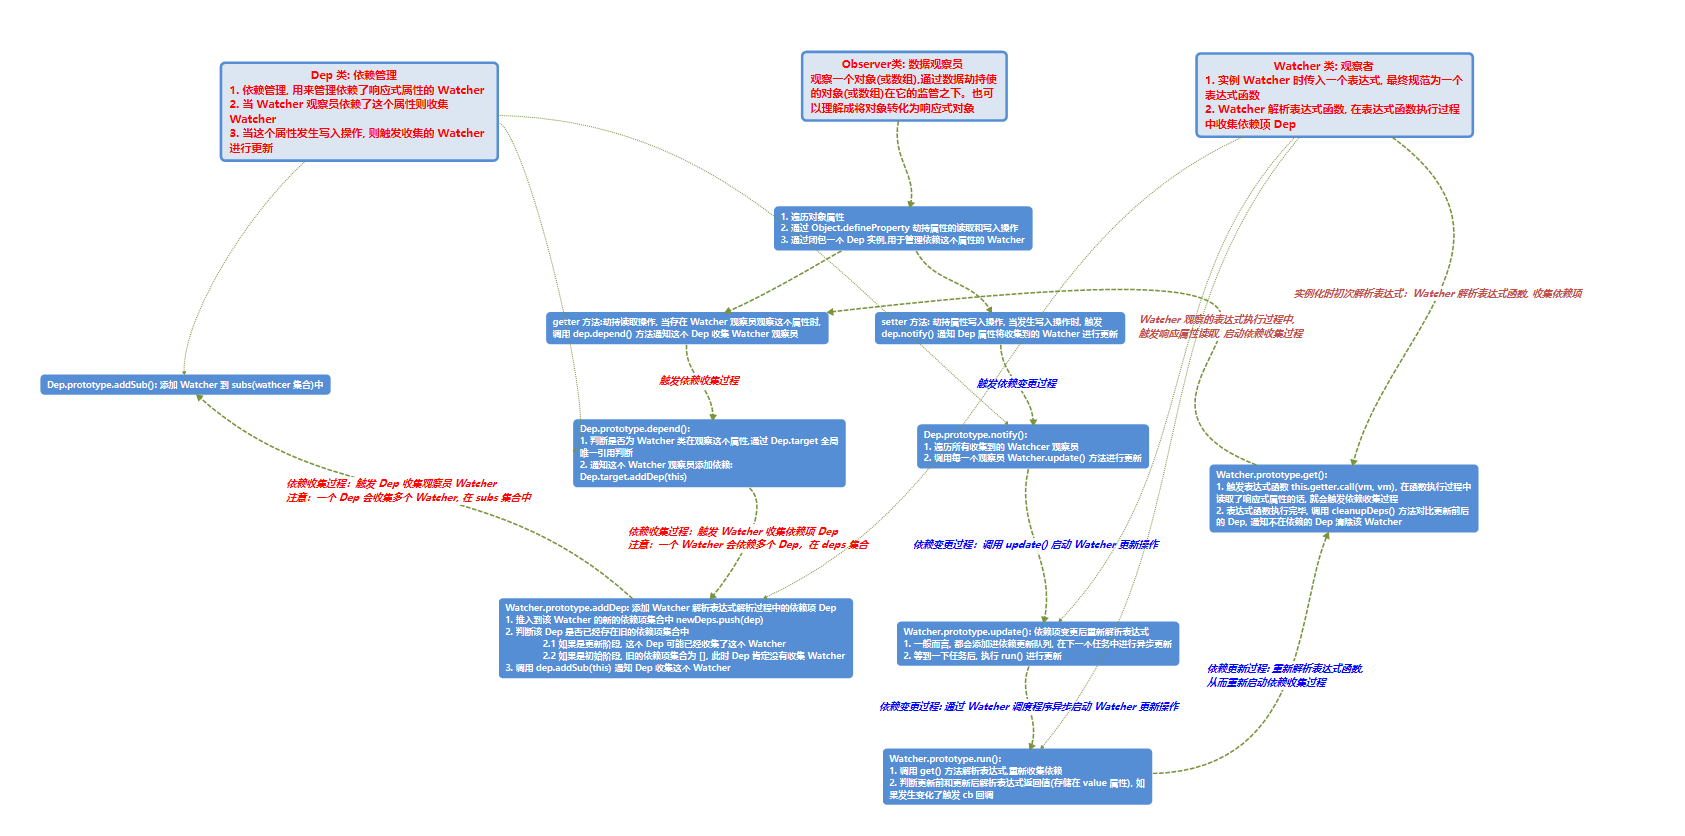 Dep 类: 依赖管理
1. 依赖管理, 用来管理依赖了响应式属性的 Watcher
2. 当 Watcher 观察员依赖了这个属性则收集
Watcher
3. 当这个属性发生写入操作, 则触发收集的 Watcher
进行更新
Observer类: 数据观察员
观察一个对象(或数组),通过数据劫持使
的对象(或数组)在它的监管之下。也可
以理解成将对象转化为响应式对象
Watcher 类: 观察者
1. 实例 Watcher 时传入一个表达式, 最终规范为一个
表达式函数
2. Watcher 解析表达式函数, 在表达式函数执行过程
中收集依赖项 Dep
1. 遍历对象属性
2. 通过 Object.defineProperty 劫持属性的读取和写入操作
3. 通过闭包一个 Dep 实例,用于管理依赖这个属性的 Watcher
实例化时初次解析表达式：Watcher 解析表达式函数, 收集依赖项
getter 方法:劫持读取操作, 当存在 Watcher 观察员观察这个属性时,
调用 dep.depend() 方法通知这个 Dep 收集 Watcher 观察员
setter 方法: 劫持属性写入操作, 当发生写入操作时, 触发
dep.notify() 通知 Dep 属性将收集到的 Watcher 进行更新
Watcher 观察的表达式执行过程中,
触发响应属性读取, 启动依赖收集过程
触发依赖收集过程
触发依赖变更过程
Dep.prototype.addSub(): 添加 Watcher 到 subs(wathcer 集合)中
Dep.prototype.depend():
1. 判断是否为 Watcher 类在观察这个属性,通过 Dep.target 全局
唯一引用判断
2. 通知这个 Watcher 观察员添加依赖:
Dep.target.addDep(this)
Dep.prototype.notify():
1. 遍历所有收集到的 Watchcer 观察员
2. 调用每一个观察员 Watcher.update() 方法进行更新
Watcher.prototype.get():
1. 触发表达式函数 this.getter.call(vm, vm), 在函数执行过程中
读取了响应式属性的话, 就会触发依赖收集过程
2. 表达式函数执行完毕, 调用 cleanupDeps() 方法对比更新前后
的 Dep, 通知不在依赖的 Dep 清除该 Watcher
依赖收集过程：触发 Dep 收集观察员 Watcher
注意：一个 Dep 会收集多个 Watcher, 在 subs 集合中
依赖收集过程：触发 Watcher 收集依赖项 Dep
注意：一个 Watcher 会依赖多个 Dep，在 deps 集合
依赖变更过程：调用 update() 启动 Watcher 更新操作
Watcher.prototype.addDep: 添加 Watcher 解析表达式解析过程中的依赖项 Dep
1. 推入到该 Watcher 的新的依赖项集合中 newDeps.push(dep)
2. 判断该 Dep 是否已经存在旧的依赖项集合中
2.1 如果是更新阶段, 这个 Dep 可能已经收集了这个 Watcher
2.2 如果是初始阶段, 旧的依赖项集合为 [], 此时 Dep 肯定没有收集 Watcher
3. 调用 dep.addSub(this) 通知 Dep 收集这个 Watcher
Watcher.prototype.update(): 依赖项变更后重新解析表达式
1. 一般而言, 都会添加进依赖更新队列, 在下一个任务中进行异步更新
2. 等到一下任务后, 执行 run() 进行更新
依赖更新过程: 重新解析表达式函数,
从而重新启动依赖收集过程
依赖变更过程: 通过 Watcher 调度程序异步启动 Watcher 更新操作
Watcher.prototype.run():
1. 调用 get() 方法解析表达式,重新收集依赖
2. 判断更新前和更新后解析表达式返回值(存储在 value 属性), 如
果发生变化了触发 cb 回调